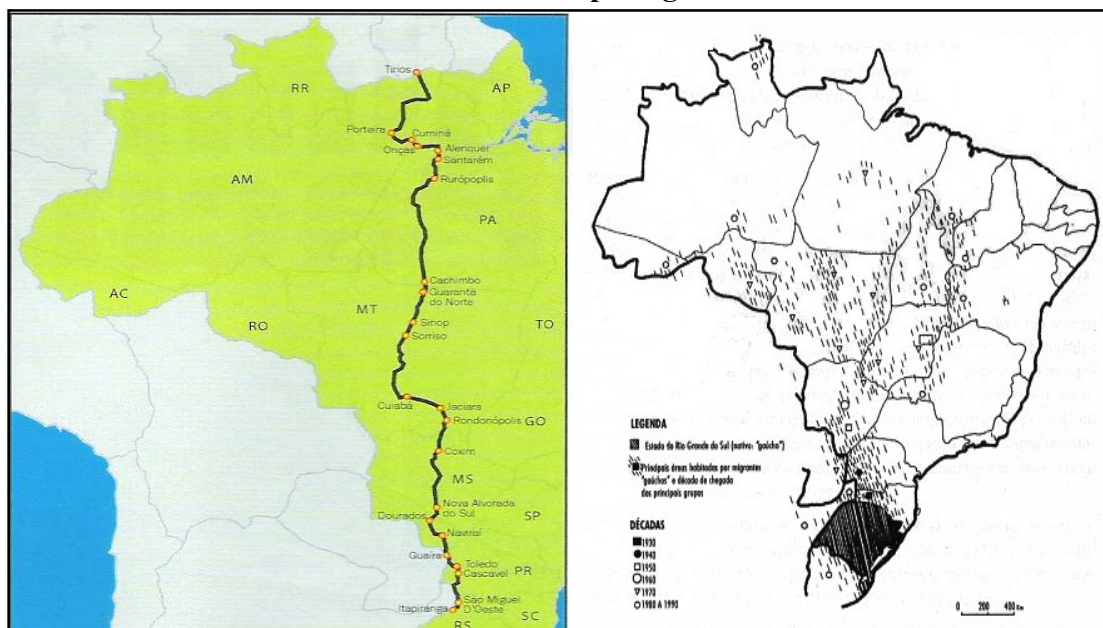 Tirios
RR
AP
Porteira
Cuminá
Onças
Alenquer
Santarém
Rurópoplis
AM
PA
Cachimbo
Guarantã
do Norte
AC
MT
TO
RO
Sinop
Sorriso
Cuiabá
Jaciara
Rondonópolis
GO
Coxim
MS
Nova Alvorada
do Sul
Dourados
SP
Naviraí
Guaíra
Toledo
Cascavel
PR
São Miguel
D'Oeste
Itapiranga
SC
RS
LEGENDA
Estado do Rio Grande do Sul (nativo: "gaúcho")
Principais áreas habitadas por migrantes
"gaúchos" e década de chegada
dos principais grupos
DÉCADAS
1930
1940
1950
1960
1970
1980 A 1990
0 200 400 Km